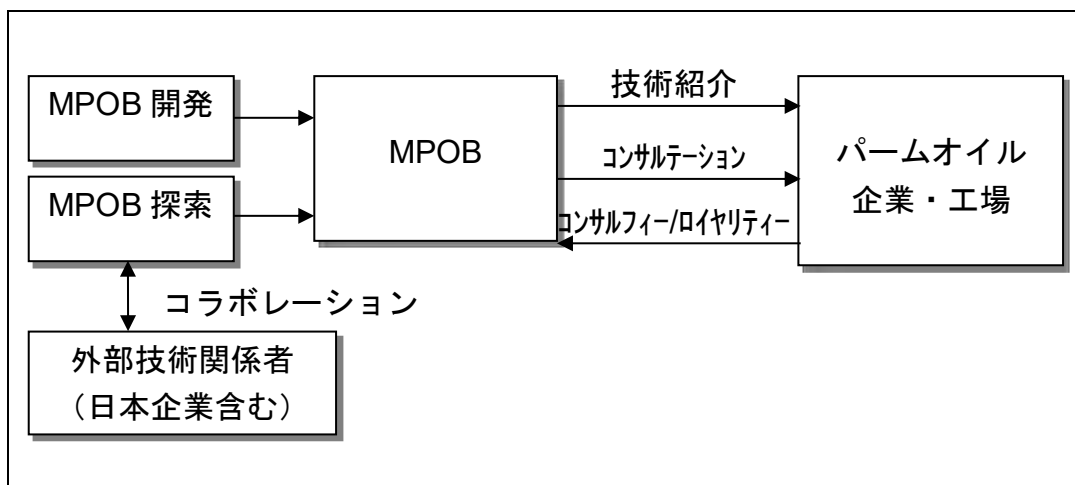 MPOB 開発
MPOB 探索
MPOB
技術紹介
コンサルテーション
コンサルフィー/ロイヤリティー
パームオイル
企業・工場
コラボレーション
外部技術関係者
（日本企業含む）